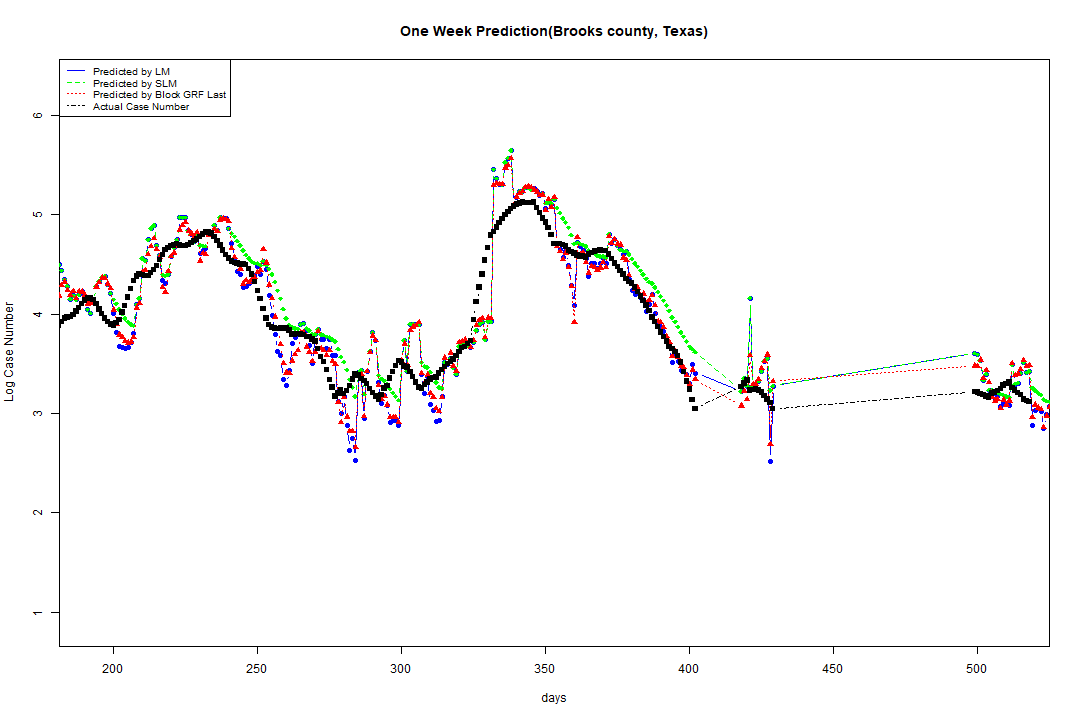 One Week Prediction(Brooks county, Texas)
Predicted by LM
Predicted by SLM
Predicted by Block GRF Last
Actual Case Number
6
5
4
3
2
1
Log Case Number
200 250 300 350 400 450 500
days